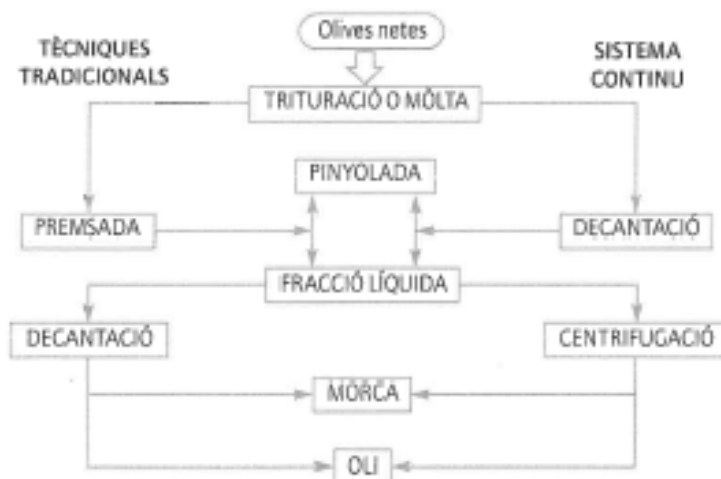 Olives netes
TÈCNIQUES
TRADICIONALS
SISTEMA
CONTINU
TRITURACIÓ O MÒLTA
PINYOLADA
PREMSADA
DECANTACIÓ
FRACCIÓ LÍQUIDA
DECANTACIÓ
CENTRIFUGACIÓ
MORCA
OLI